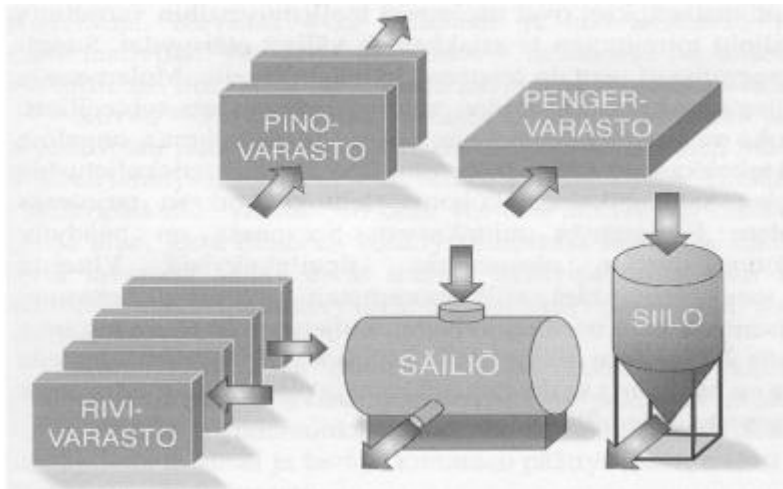 PINO-
VARASTO
PENGER-
VARASTO
SIILO
SÄILIÖ
RIVI-
VARASTO